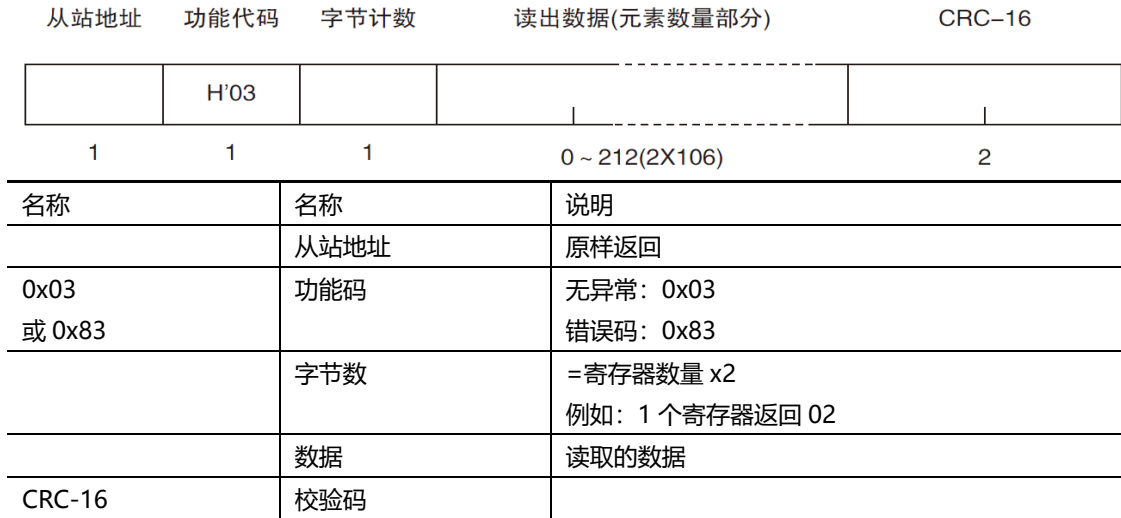 从站地址 功能代码 字节计数 读出数据(元素数量部分) CRC-16
H'03
1 1 1 0~212(2X106) 2
名称 名称 说明
从站地址 原样返回
0x03 功能码 无异常：0x03
或 0x83 错误码：0x83
字节数 =寄存器数量 x2
例如：1 个寄存器返回 02
数据 读取的数据
CRC-16 校验码